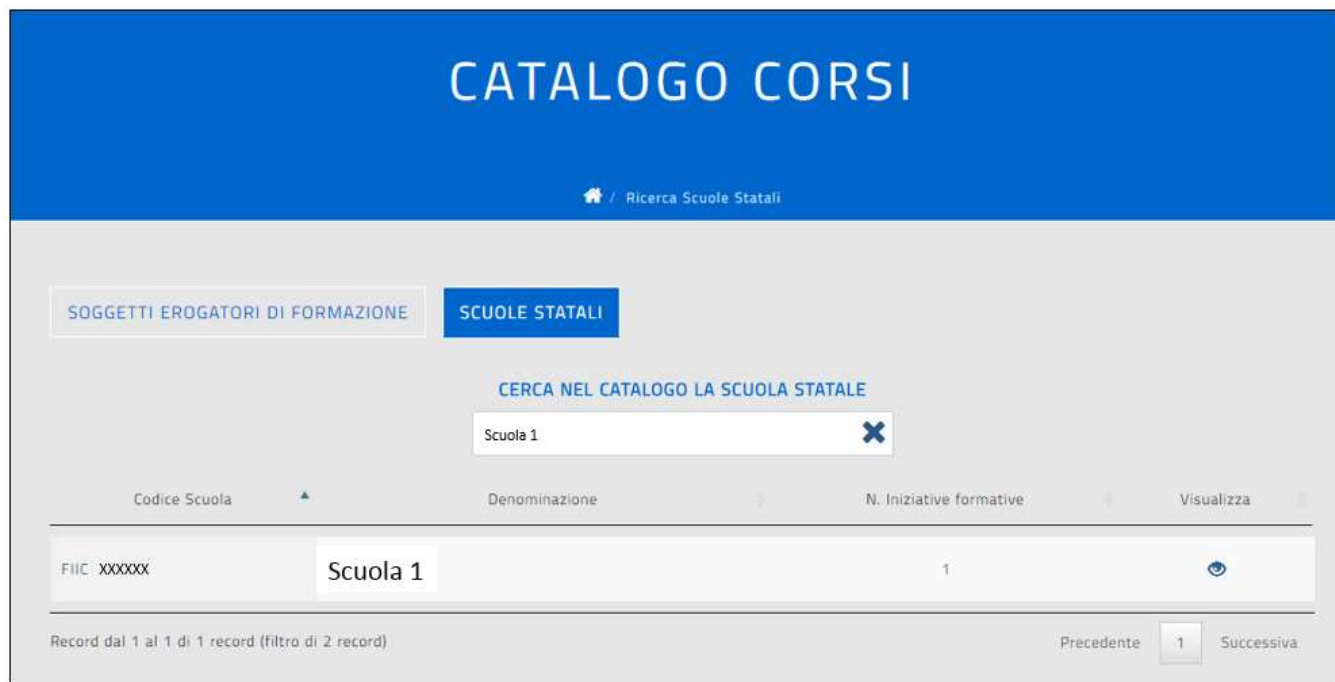 CATALOGO CORSI
/ Ricerca Scuole Statali
SOGGETTI EROGATORI DI FORMAZIONE SCUOLE STATALI
CERCA NEL CATALOGO LA SCUOLA STATALE
Scuola 1
Codice Scuola Denominazione N. Iniziative formative Visualizza
FIIC XXXXXX Scuola 1 1
Record dal 1 al 1 di 1 record (filtro di 2 record) Precedente 1 Successiva